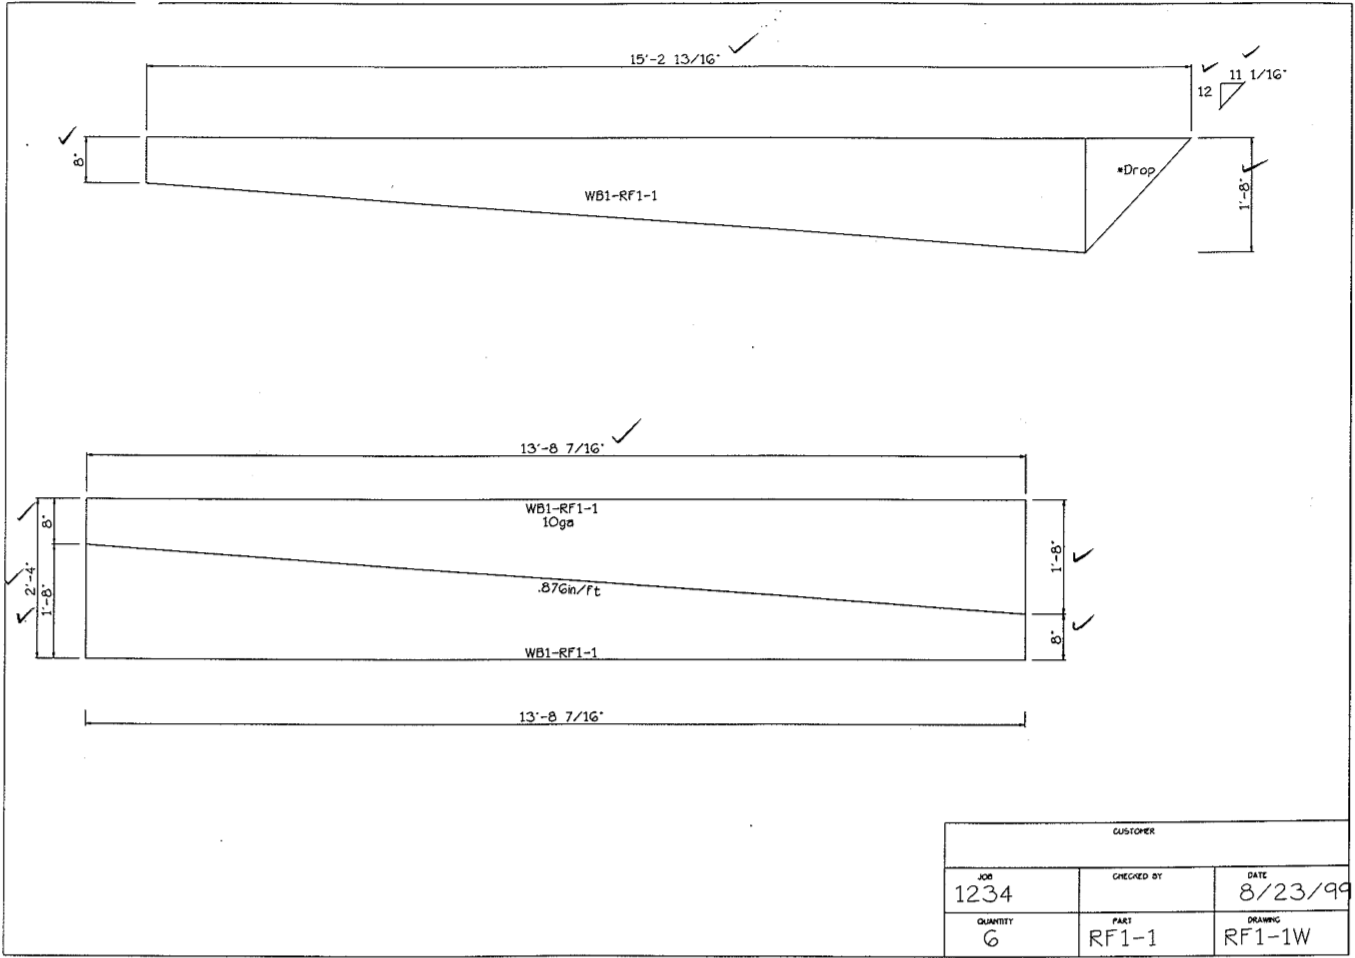 15'-2 13/16"
12
11 1/16"
8"
*Drop
1'-8"
WB1-RF1-1
13'-8 7/16"
WB1-RF1-1
10ga
8"
2'-4"
1'-8"
1'-8"
.876in/ft
8"
WB1-RF1-1
13'-8 7/16"
CUSTOMER
JOB
1234
CHECKED BY
DATE
8/23/99
QUANTITY
6
PART
RF1-1
DRAWING
RF1-1W